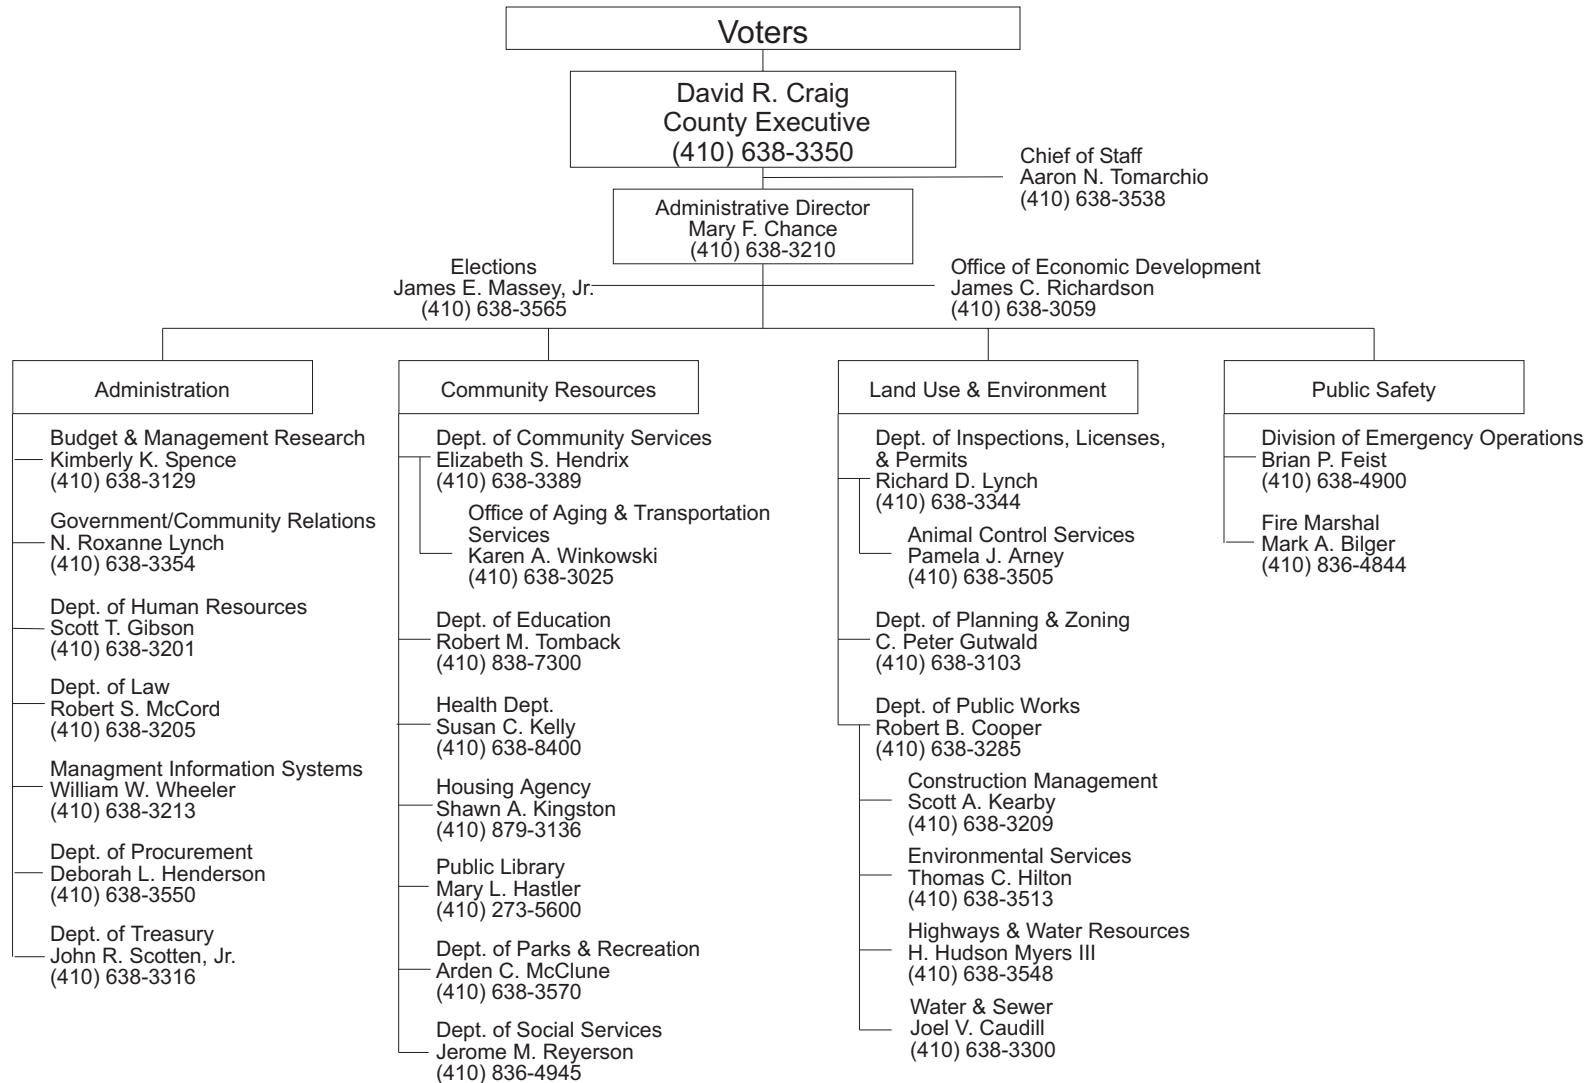 Voters
David R. Craig
County Executive
(410) 638-3350
Chief of Staff
Aaron N. Tomarchio
(410) 638-3538
Administrative Director
Mary F. Chance
(410) 638-3210
Elections
James E. Massey, Jr.
(410) 638-3565
Office of Economic Development
James C. Richardson
(410) 638-3059
Administration
Budget & Management Research
Kimberly K. Spence
(410) 638-3129
Government/Community Relations
N. Roxanne Lynch
(410) 638-3354
Dept. of Human Resources
Scott T. Gibson
(410) 638-3201
Dept. of Law
Robert S. McCord
(410) 638-3205
Managment Information Systems
William W. Wheeler
(410) 638-3213
Dept. of Procurement
Deborah L. Henderson
(410) 638-3550
Dept. of Treasury
John R. Scotten, Jr.
(410) 638-3316
Community Resources
Dept. of Community Services
Elizabeth S. Hendrix
(410) 638-3389
Office of Aging & Transportation
Services
Karen A. Winkowski
(410) 638-3025
Dept. of Education
Robert M. Tomback
(410) 838-7300
Health Dept.
Susan C. Kelly
(410) 638-8400
Housing Agency
Shawn A. Kingston
(410) 879-3136
Public Library
Mary L. Hastler
(410) 273-5600
Dept. of Parks & Recreation
Arden C. McClune
(410) 638-3570
Dept. of Social Services
Jerome M. Reyerson
(410) 836-4945
Land Use & Environment
Dept. of Inspections, Licenses,
& Permits
Richard D. Lynch
(410) 638-3344
Animal Control Services
Pamela J. Arney
(410) 638-3505
Dept. of Planning & Zoning
C. Peter Gutwald
(410) 638-3103
Dept. of Public Works
Robert B. Cooper
(410) 638-3285
Construction Management
Scott A. Kearby
(410) 638-3209
Environmental Services
Thomas C. Hilton
(410) 638-3513
Highways & Water Resources
H. Hudson Myers III
(410) 638-3548
Water & Sewer
Joel V. Caudill
(410) 638-3300
Public Safety
Division of Emergency Operations
Brian P. Feist
(410) 638-4900
Fire Marshal
Mark A. Bilger
(410) 836-4844